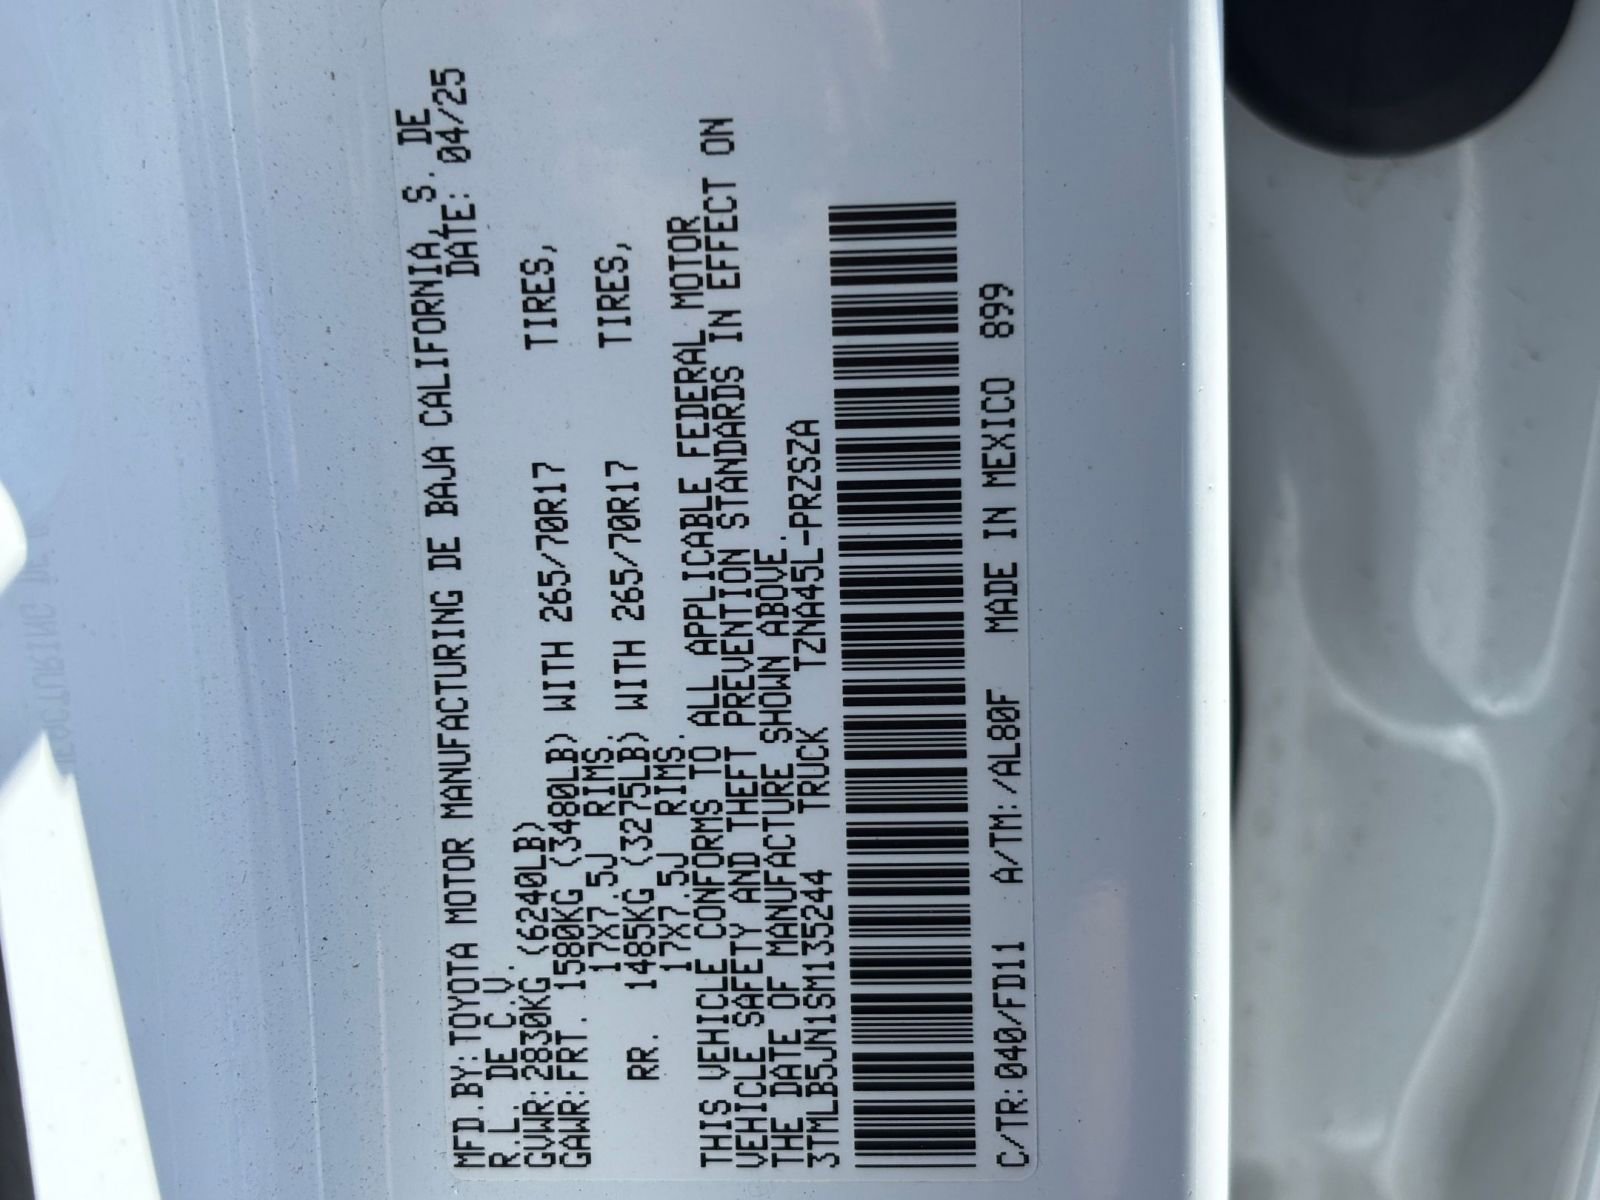 MFD.BY:TOYOTA MOTOR MANUFACTURING DE BAJA CALIFORNIA, S. DE
R.L. DE C.V. DATE: 04/25
GVWR:2830KG (6240LB)
GAWR:FRT. 1580KG (3480LB) WITH 265/70R17 TIRES,
17X7.5J RIMS.
RR. 1485KG (3275LB) WITH 265/70R17 TIRES,
17X7.5J RIMS.
THIS VEHICLE CONFORMS TO ALL APPLICABLE FEDERAL MOTOR
VEHICLE SAFETY AND THEFT PREVENTION STANDARDS IN EFFECT ON
THE DATE OF MANUFACTURE SHOWN ABOVE.
3TMLB5JN1SM135244 TRUCK TZNA45L-PRZSZA
C/TR:040/FD11 A/TM:/AL80F MADE IN MEXICO 899